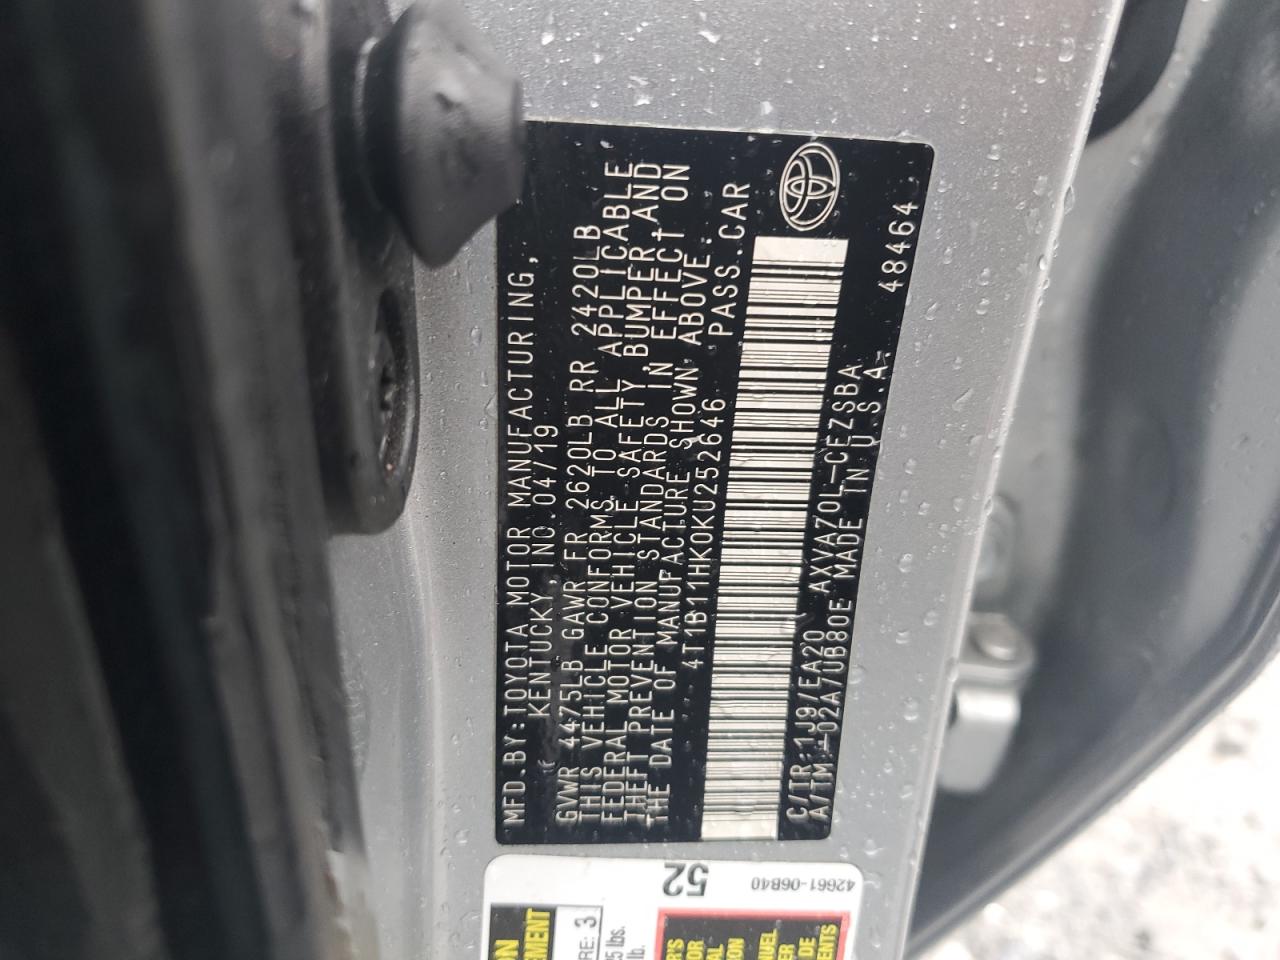 MFD.BY:TOYOTA MOTOR MANUFACTURING,
KENTUCKY, INC 04/19
GVWR 4475LB GAWR FR 2620LB RR 2420LB
THIS VEHICLE CONFORMS TO ALL APPLICABLE
FEDERAL MOTOR VEHICLE SAFETY,BUMPER,AND
THEFT PREVENTION STANDARDS IN EFFECT ON
THE DATE OF MANUFACTURE SHOWN ABOVE.
4T1B11HK0KU252646 PASS.CAR
C/TR:1J9/EA20 AXVA70L-CEZSBA
A/TM:-02A/UB80E MADE IN U.S.A.
48464
52
42661-06B40